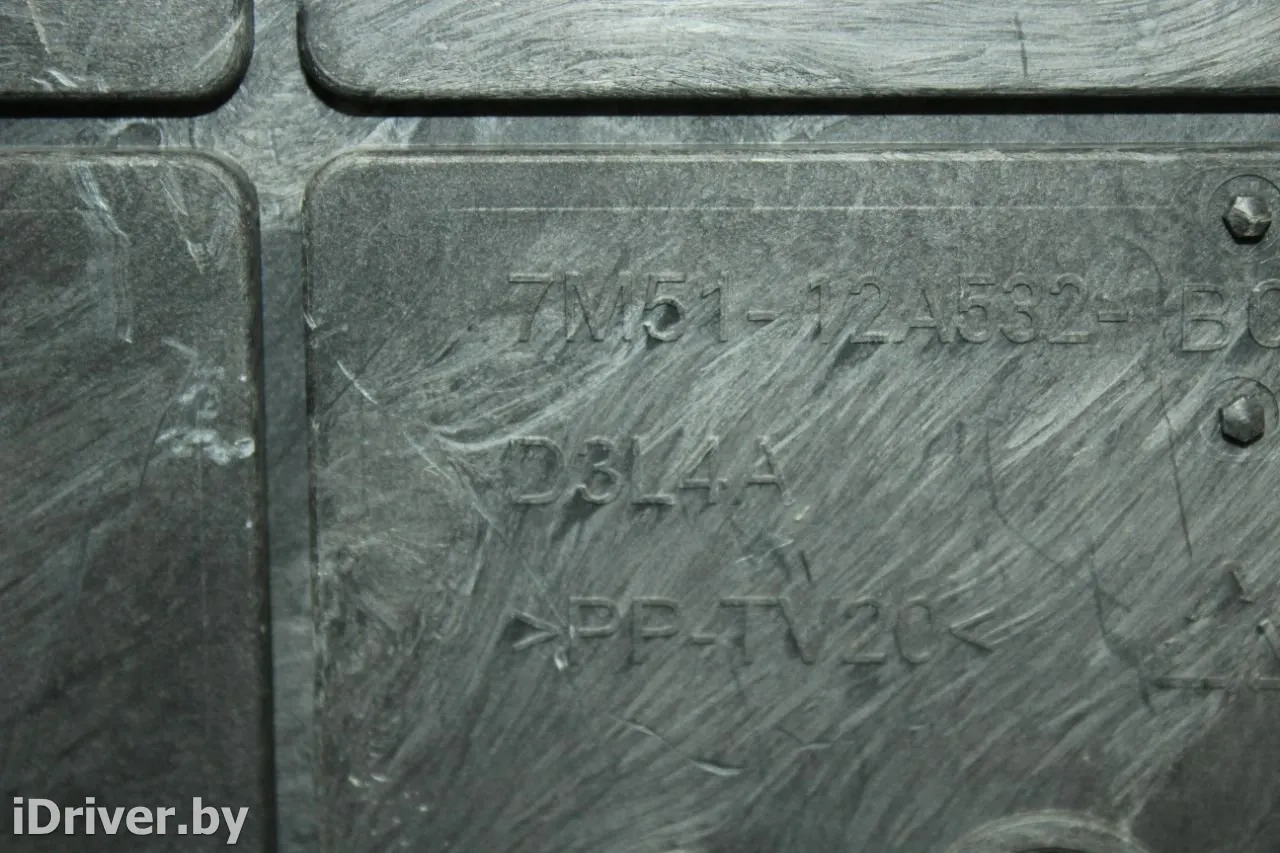 7M51-12A532-BC
D3L4A
>PP-TV20<
iDriver.by